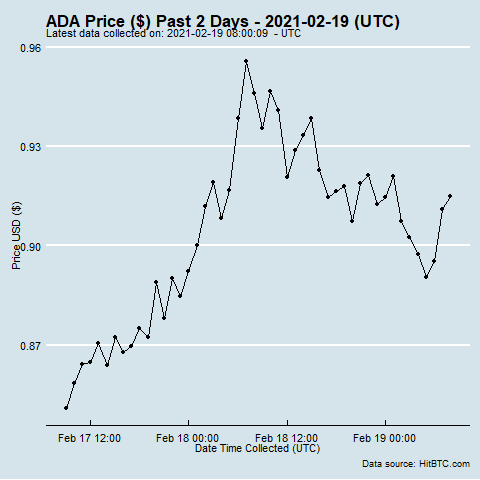 ADA Price ($) Past 2 Days - 2021-02-19 (UTC)
Latest data collected on: 2021-02-19 08:00:09 - UTC
0.96
0.93
0.90
0.87
Price USD ($)
Feb 17 12:00 Feb 18 00:00 Feb 18 12:00 Feb 19 00:00
Date Time Collected (UTC)
Data source: HitBTC.com